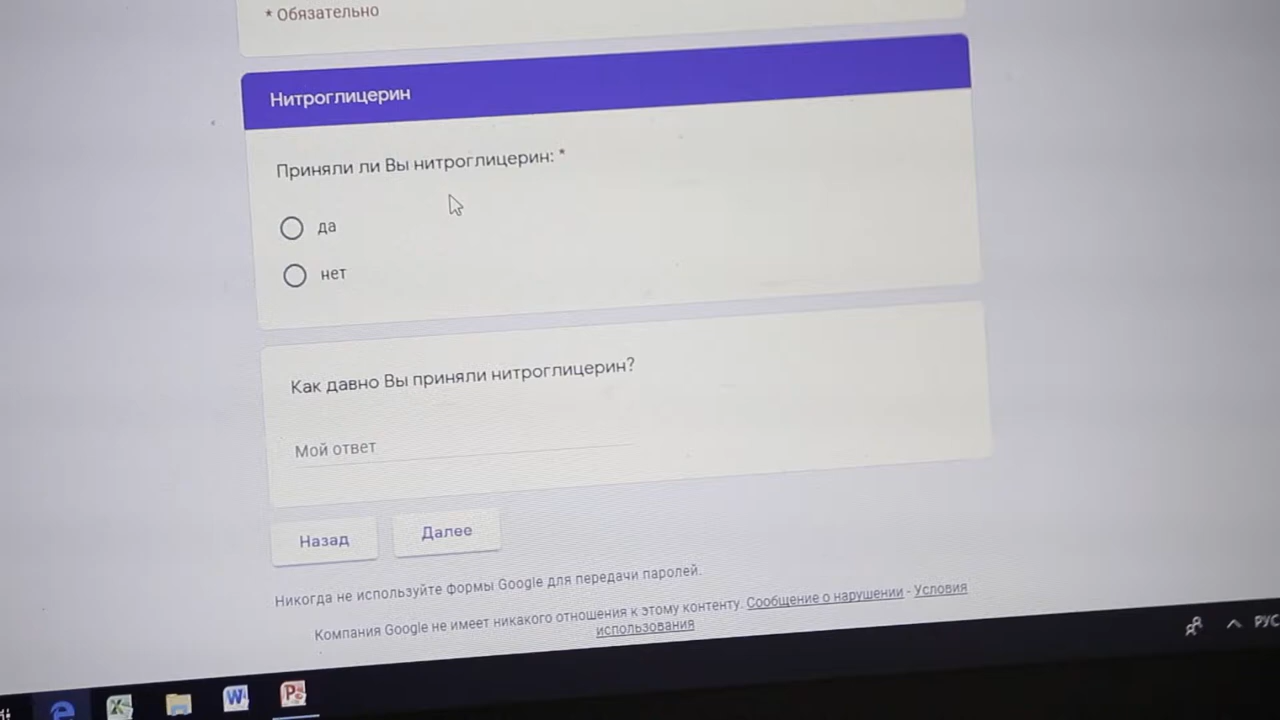 * Обязательно
Нитроглицерин
Приняли ли Вы нитроглицерин: *
да
нет
Как давно Вы приняли нитроглицерин?
Мой ответ
Назад
Далее
Никогда не используйте формы Google для передачи паролей.
Компания Google не имеет никакого отношения к этому контенту. Сообщение о нарушении - Условия
использования
РУС